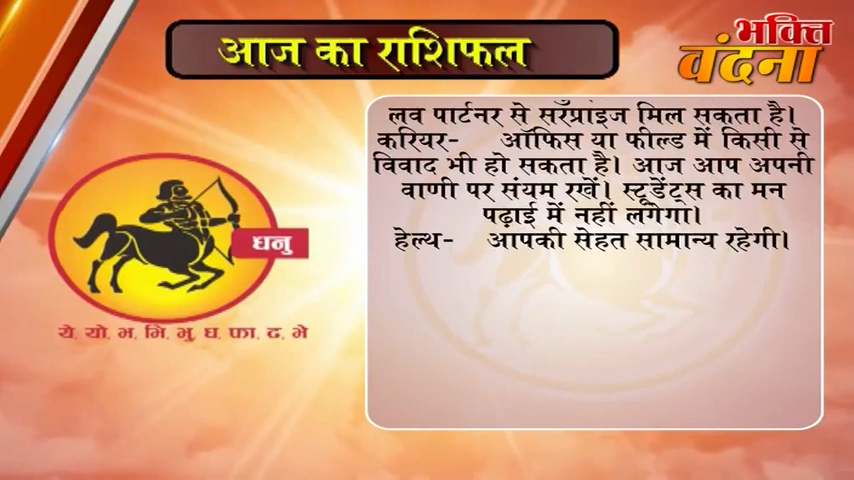 आज का राशिफल
भक्ति
वंदना
लव पार्टनर से सरप्राइज मिल सकता है।
करियर- ऑफिस या फील्ड में किसी से
विवाद भी हो सकता है। आज आप अपनी
वाणी पर संयम रखें। स्टूडेंट्स का मन
पढ़ाई में नहीं लगेगा।
हेल्थ- आपकी सेहत सामान्य रहेगी।
धनु
ये, यो, भ, भि, भु, ध, फा, ढ, भे